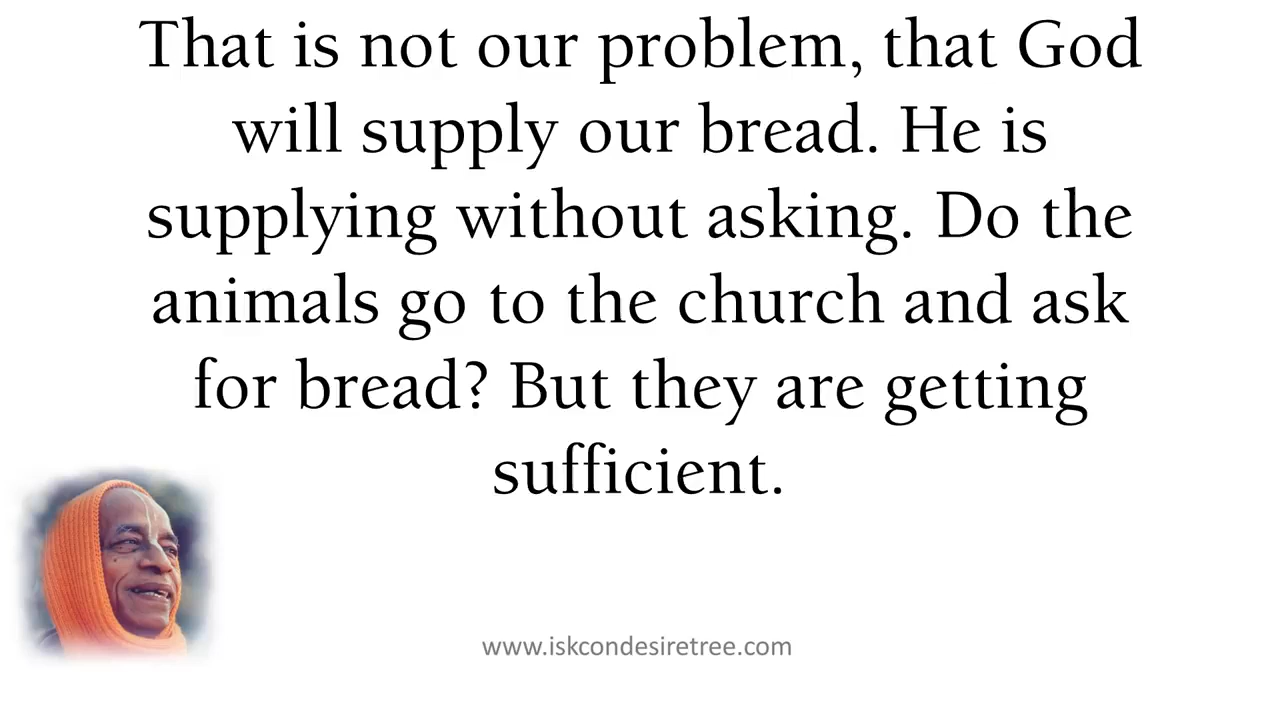 That is not our problem, that God
will supply our bread. He is
supplying without asking. Do the
animals go to the church and ask
for bread? But they are getting
sufficient.
www.iskcondesiretree.com